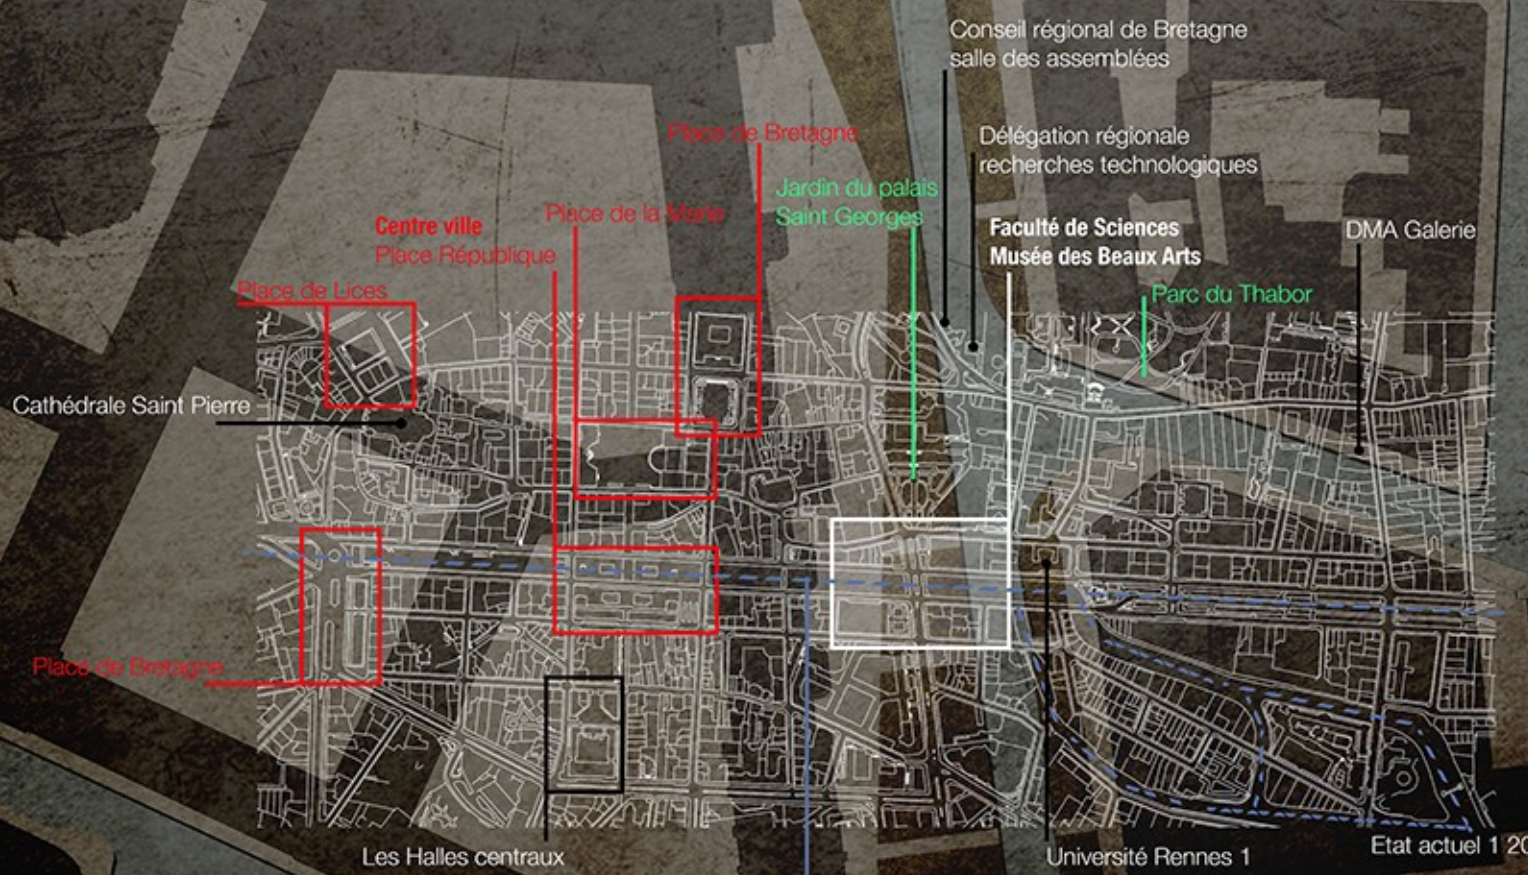 Conseil régional de Bretagne
salle des assemblées
Place de Bretagne
Délégation régionale
recherches technologiques
Jardin du palais
Saint Georges
Place de la Marie
Centre ville
Place République
Faculté de Sciences
Musée des Beaux Arts
DMA Galerie
Place de Lices
Parc du Thabor
Cathédrale Saint Pierre
Place de Bretagne
Les Halles centraux
Université Rennes 1
Etat actuel 1 20